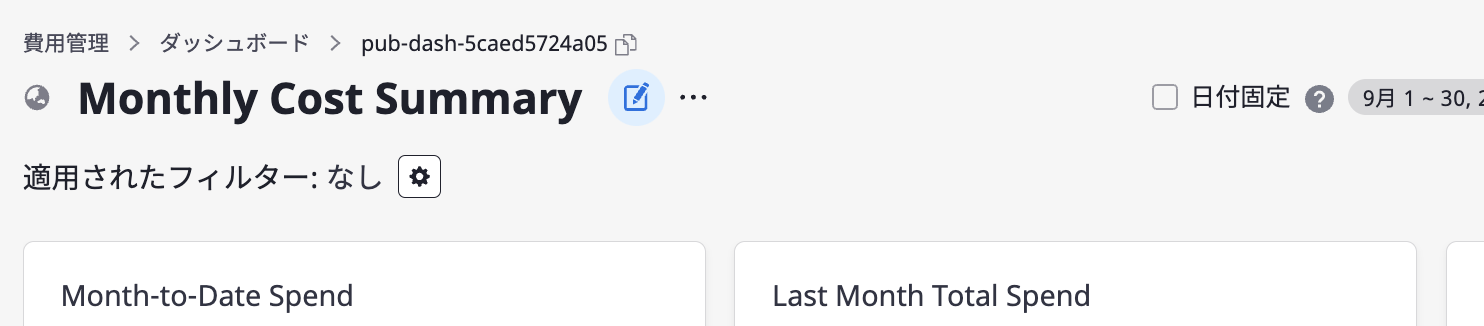 費用管理 > ダッシュボード > pub-dash-5caed5724a05
Monthly Cost Summary ··· 日付固定 ? 9月 1 ~ 30,
適用されたフィルター: なし
Month-to-Date Spend Last Month Total Spend